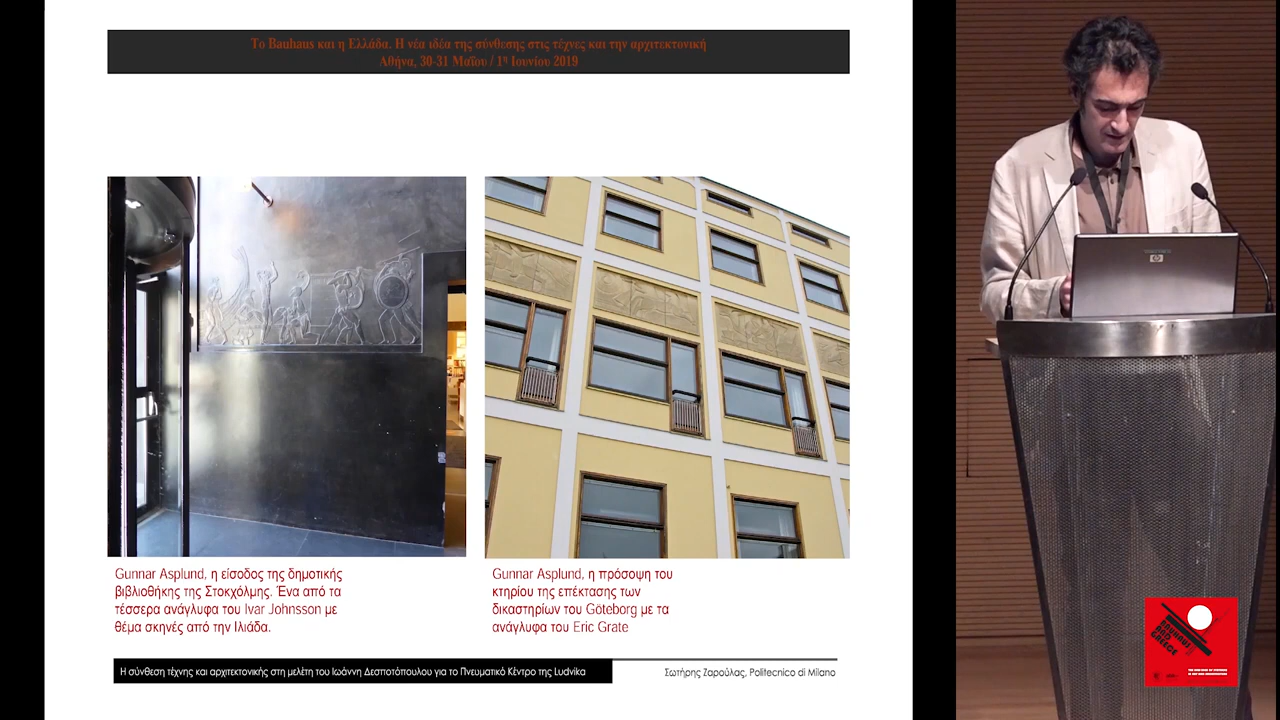 Το Bauhaus και η Ελλάδα. Η νέα ιδέα της σύνθεσης στις τέχνες και την αρχιτεκτονική
Αθήνα, 30-31 Μαΐου / 1η Ιουνίου 2019
Gunnar Asplund, η είσοδος της δημοτικής
βιβλιοθήκης της Στοκχόλμης. Ένα από τα
τέσσερα ανάγλυφα του Ivar Johnsson με
θέμα σκηνές από την Ιλιάδα.
Gunnar Asplund, η πρόσοψη του
κτηρίου της επέκτασης των
δικαστηρίων του Göteborg με τα
ανάγλυφα του Eric Grate
Η σύνθεση τέχνης και αρχιτεκτονικής στη μελέτη του Ιωάννη Δεσποτόπουλου για το Πνευματικό Κέντρο της Ludvika
Σωτήρης Ζαρούλας, Politecnico di Milano
hp
BAUHAUS
AND
GREECE